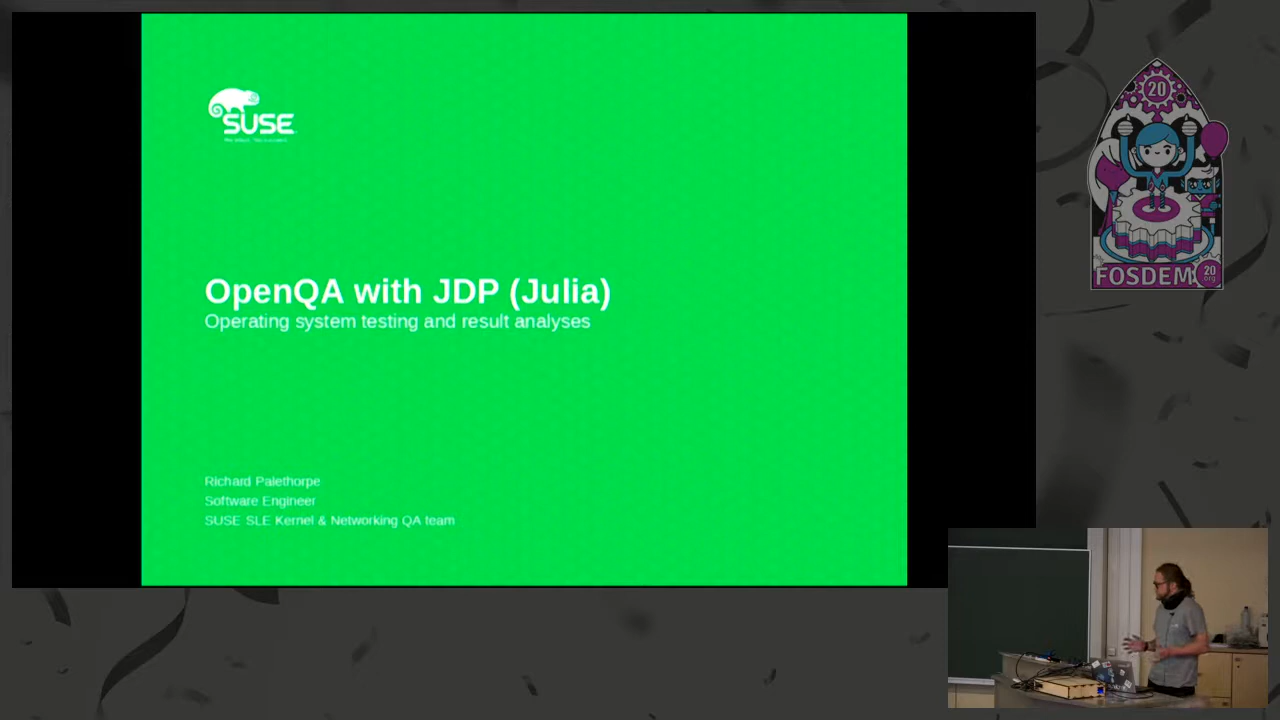 SUSE
OpenQA with JDP (Julia)
Operating system testing and result analyses
Richard Palethorpe
Software Engineer
SUSE SLE Kernel & Networking QA team
20
FOSDEM
20
org